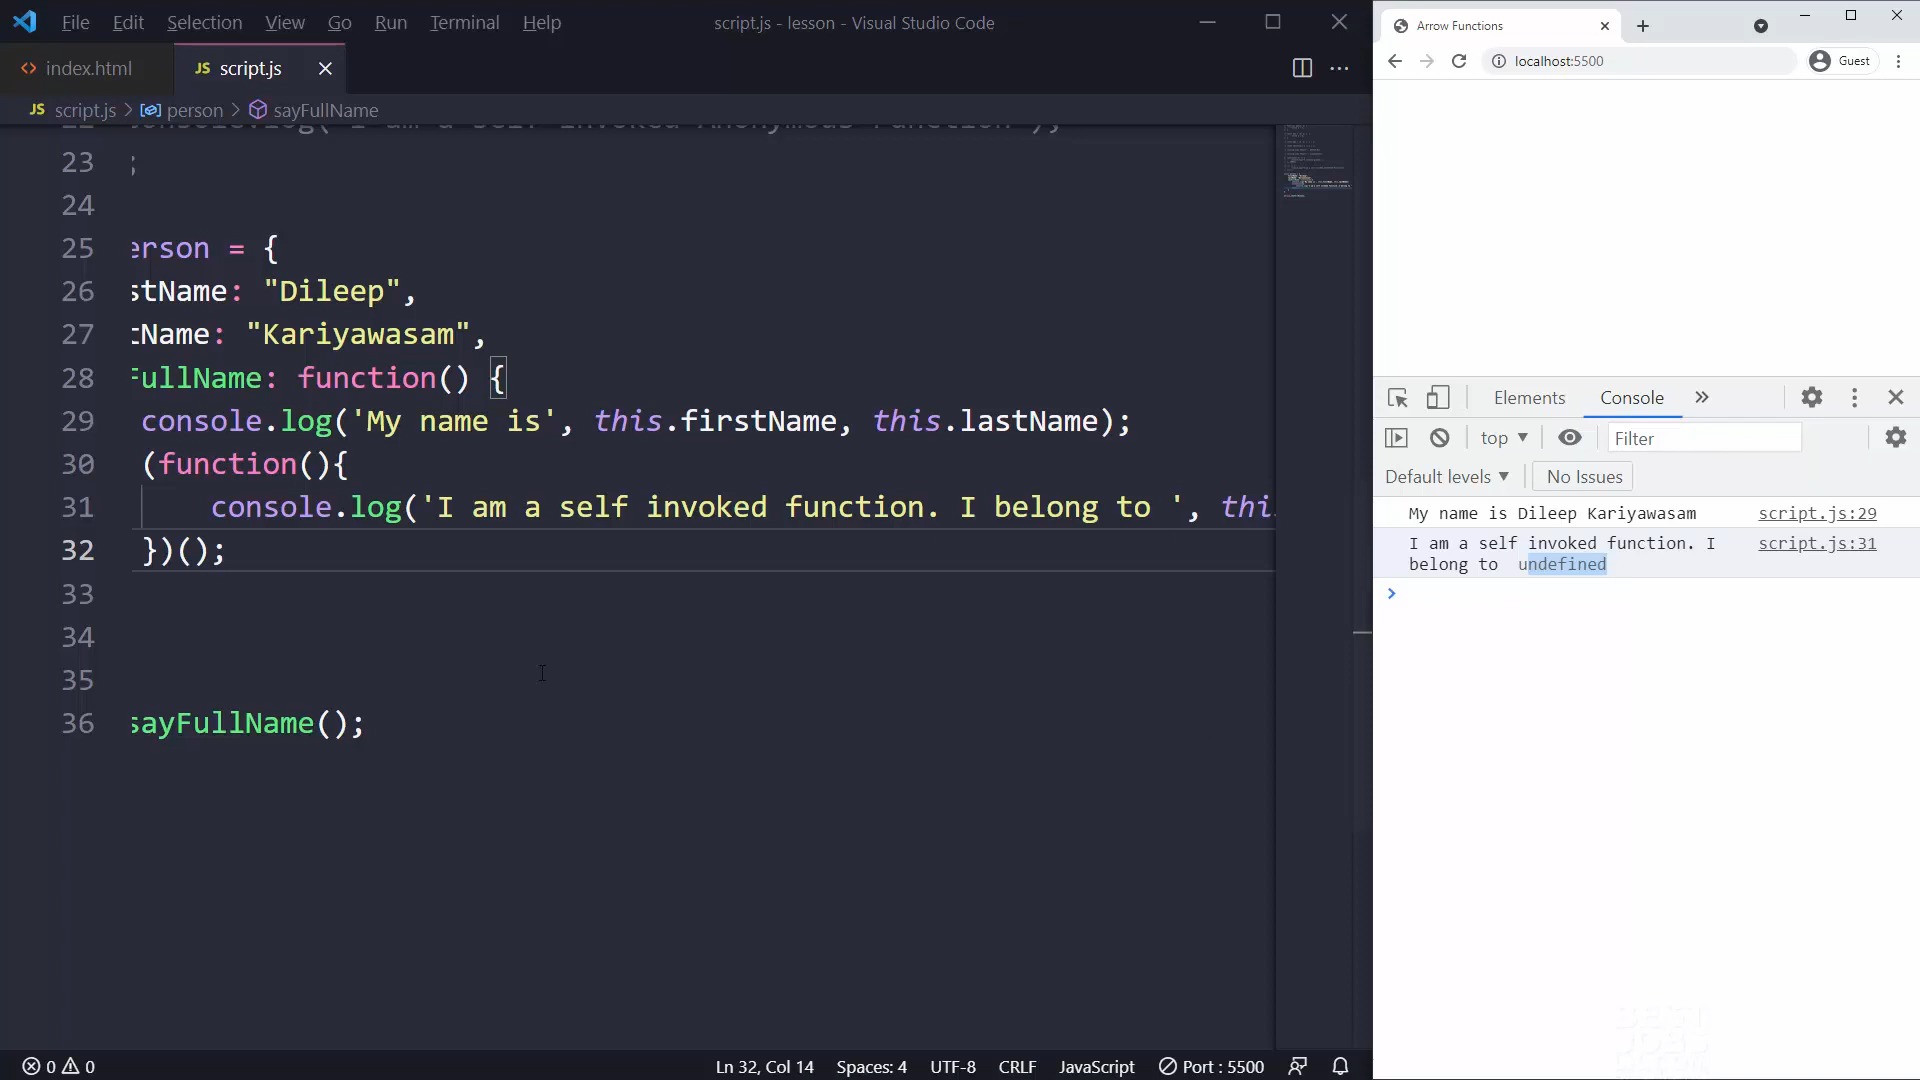 File Edit Selection View Go Run Terminal Help
script.js - lesson - Visual Studio Code
index.html
JS script.js
JS script.js > person > sayFullName
23 ;
24
25 erson = {
26 stName: "Dileep",
27 tName: "Kariyawasam",
28 FullName: function() {
29 console.log('My name is', this.firstName, this.lastName);
30 (function(){
31 console.log('I am a self invoked function. I belong to ', thi
32 })();
33
34
35
36 sayFullName();
0 0
Ln 32, Col 14 Spaces: 4 UTF-8 CRLF JavaScript Port : 5500
Arrow Functions
localhost:5500
Guest
Elements Console
top Filter
Default levels No Issues
My name is Dileep Kariyawasam script.js:29
I am a self invoked function. I script.js:31
belong to undefined